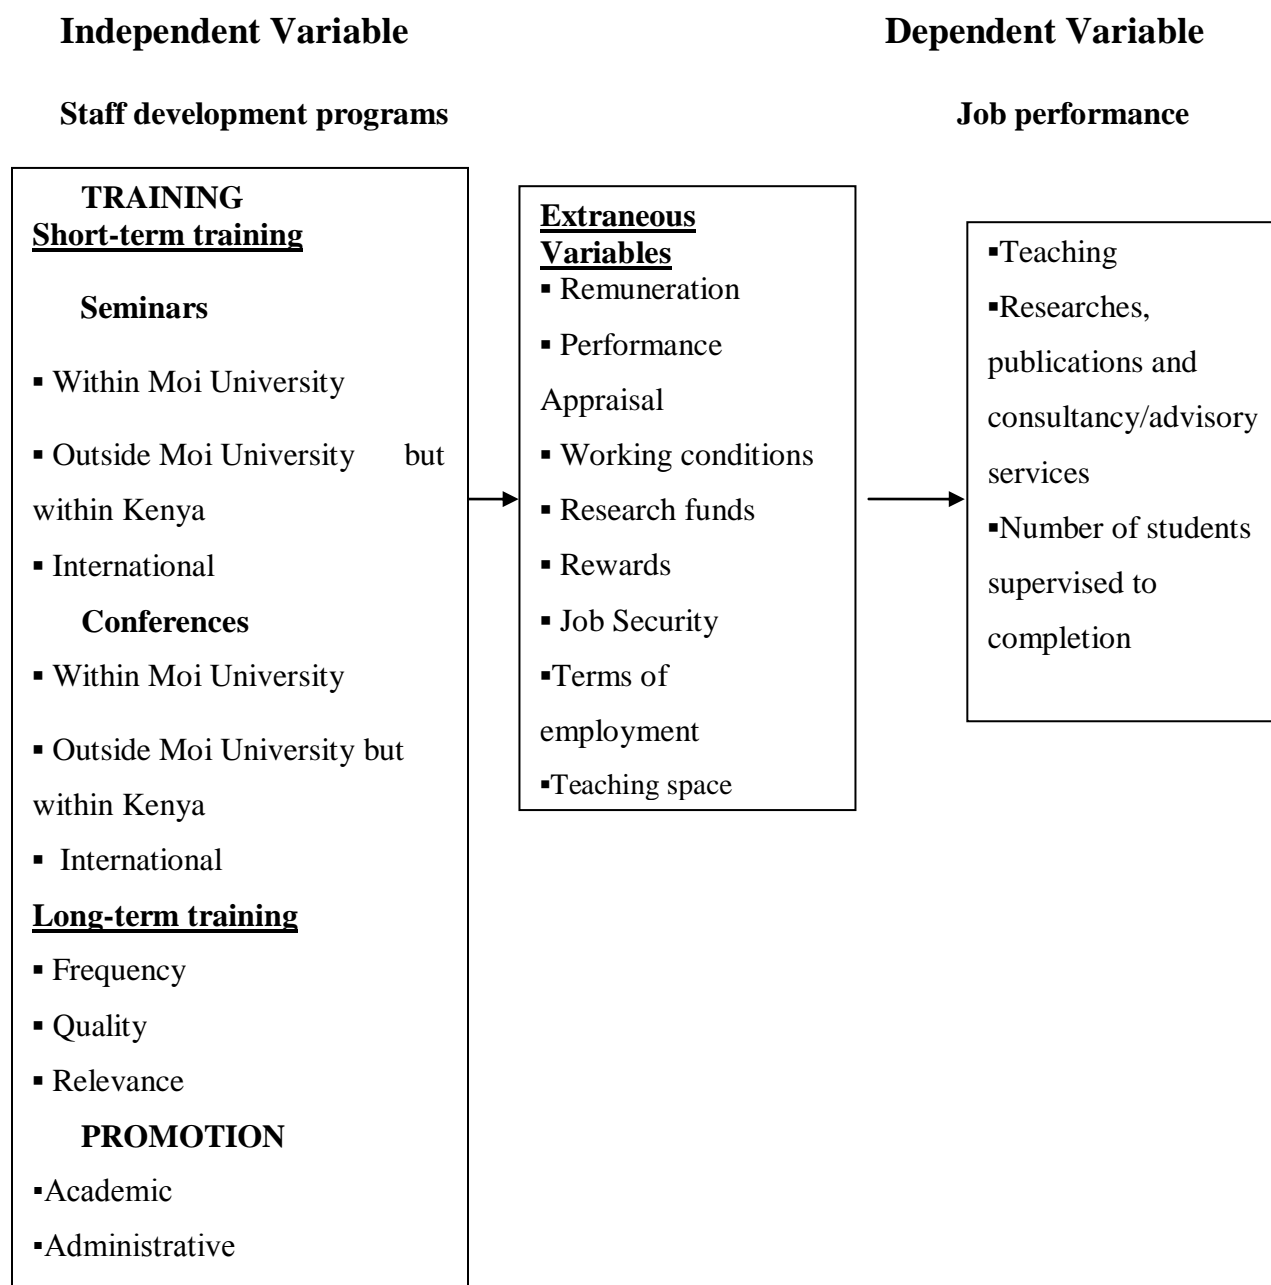 Independent Variable
Dependent Variable
Staff development programs
Job performance
TRAINING
Short-term training
Seminars
▪ Within Moi University
▪ Outside Moi University but
within Kenya
▪ International
Conferences
▪ Within Moi University
▪ Outside Moi University but
within Kenya
▪ International
Long-term training
▪ Frequency
▪ Quality
▪ Relevance
PROMOTION
▪Academic
▪Administrative
Extraneous
Variables
▪ Remuneration
▪ Performance
Appraisal
▪ Working conditions
▪ Research funds
▪ Rewards
▪ Job Security
▪Terms of
employment
▪Teaching space
▪Teaching
▪Researches,
publications and
consultancy/advisory
services
▪Number of students
supervised to
completion